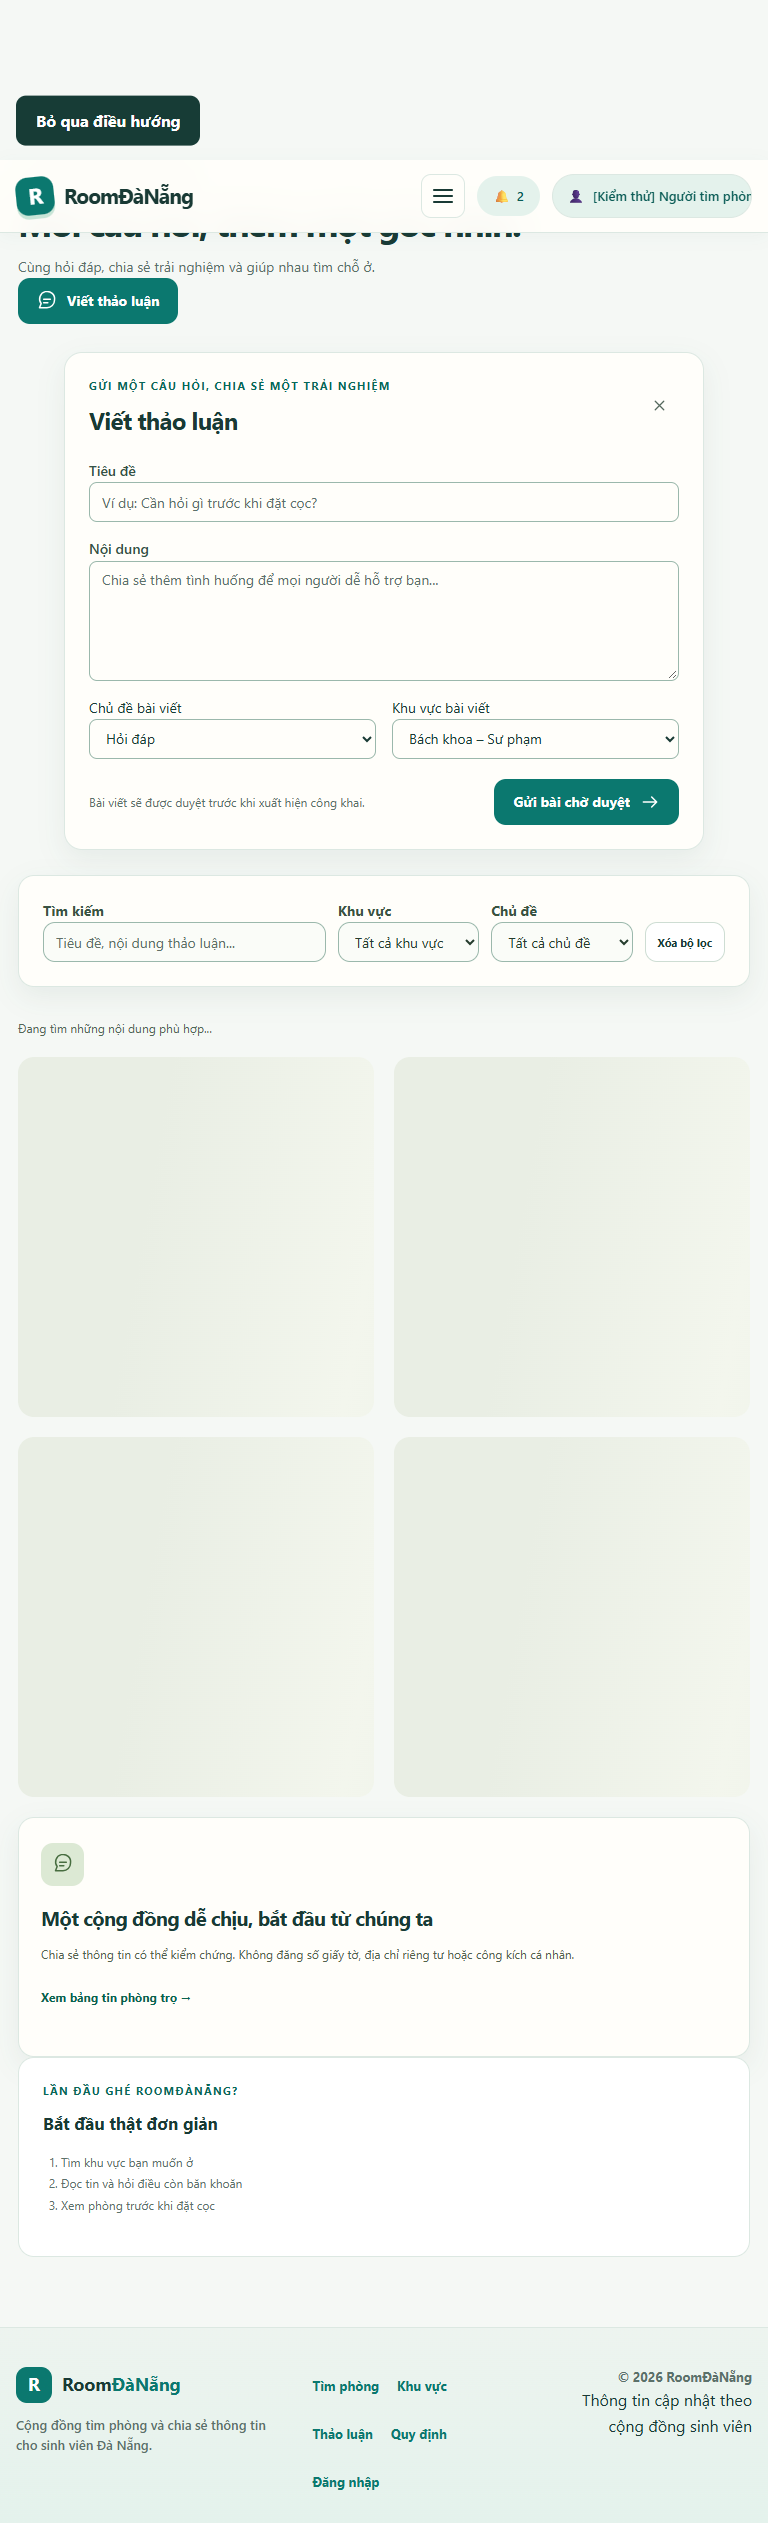 Bỏ qua điều hướng
R RoomĐàNẵng
2
[Kiểm thử] Người tìm phòn
Mỗi câu hỏi, thêm một góc nhìn.
Cùng hỏi đáp, chia sẻ trải nghiệm và giúp nhau tìm chỗ ở.
Viết thảo luận
GỬI MỘT CÂU HỎI, CHIA SẺ MỘT TRẢI NGHIỆM
Viết thảo luận
Tiêu đề
Ví dụ: Cần hỏi gì trước khi đặt cọc?
Nội dung
Chia sẻ thêm tình huống để mọi người dễ hỗ trợ bạn...
Chủ đề bài viết
Khu vực bài viết
Hỏi đáp
Bách khoa – Sư phạm
Bài viết sẽ được duyệt trước khi xuất hiện công khai.
Gửi bài chờ duyệt →
Tìm kiếm
Khu vực
Chủ đề
Tiêu đề, nội dung thảo luận...
Tất cả khu vực
Tất cả chủ đề
Xóa bộ lọc
Đang tìm những nội dung phù hợp...
Một cộng đồng dễ chịu, bắt đầu từ chúng ta
Chia sẻ thông tin có thể kiểm chứng. Không đăng số giấy tờ, địa chỉ riêng tư hoặc công kích cá nhân.
Xem bảng tin phòng trọ →
LẦN ĐẦU GHÉ ROOMĐÀNẴNG?
Bắt đầu thật đơn giản
1. Tìm khu vực bạn muốn ở
2. Đọc tin và hỏi điều còn băn khoăn
3. Xem phòng trước khi đặt cọc
R RoomĐàNẵng
Cộng đồng tìm phòng và chia sẻ thông tin
cho sinh viên Đà Nẵng.
Tìm phòng
Khu vực
Thảo luận
Quy định
Đăng nhập
© 2026 RoomĐàNẵng
Thông tin cập nhật theo
cộng đồng sinh viên